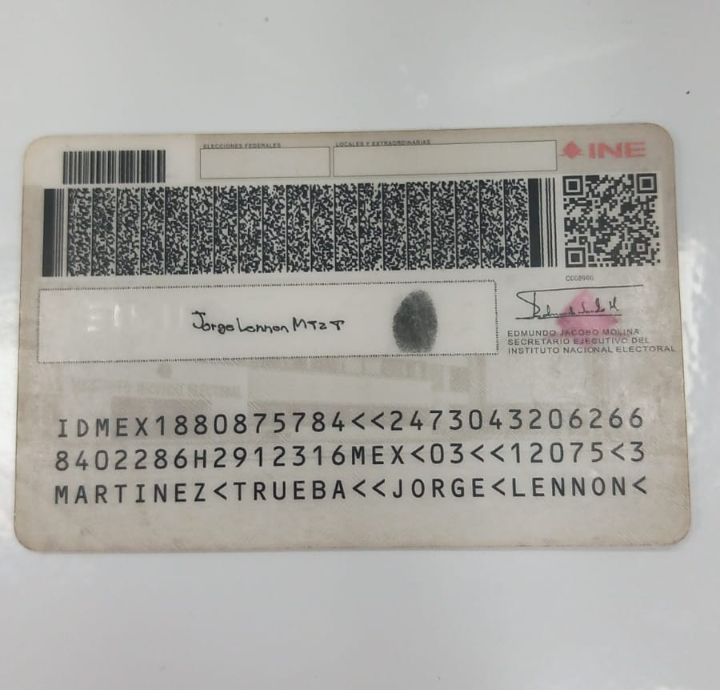 ELECCIONES FEDERALES
LOCALES Y EXTRAORDINARIAS
INE
Jorge Lennon
EDMUNDO JACOBO MOLINA
SECRETARIO EJECUTIVO DEL
INSTITUTO NACIONAL ELECTORAL
IDMEX1880875784<<2473043206266
8402286H2912316MEX<03<<12075<3
MARTINEZ<TRUEBA<<JORGE<LENNON<